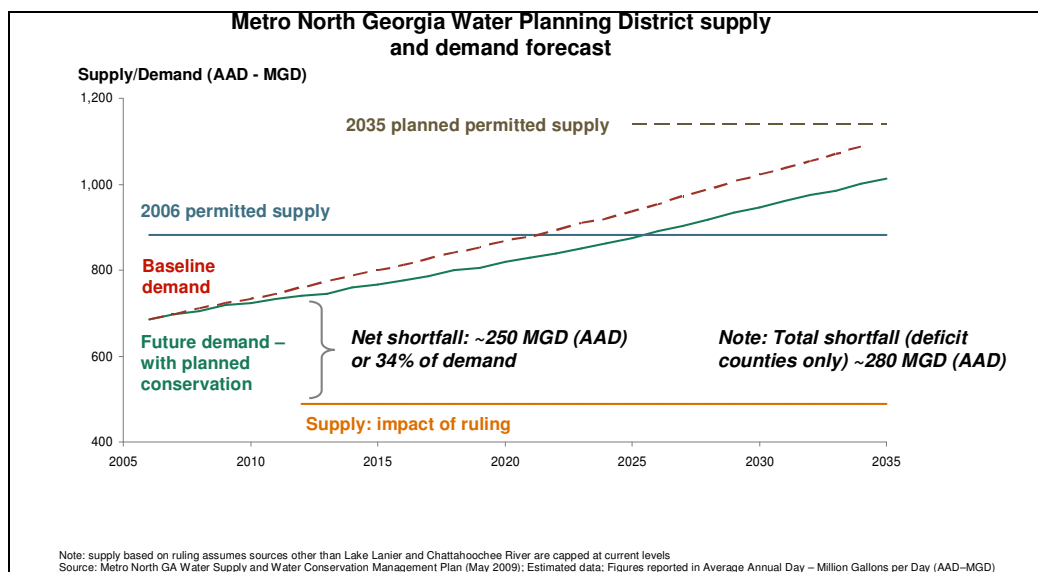 Metro North Georgia Water Planning District supply
and demand forecast
Supply/Demand (AAD - MGD)
1,200
2035 planned permitted supply
1,000
2006 permitted supply
800
Baseline
demand
Future demand –
with planned
conservation
Net shortfall: ~250 MGD (AAD)
or 34% of demand
Note: Total shortfall (deficit
counties only) ~280 MGD (AAD)
600
Supply: impact of ruling
400
2005
2010
2015
2020
2025
2030
2035
Note: supply based on ruling assumes sources other than Lake Lanier and Chattahoochee River are capped at current levels
Source: Metro North GA Water Supply and Water Conservation Management Plan (May 2009); Estimated data; Figures reported in Average Annual Day – Million Gallons per Day (AAD–MGD)